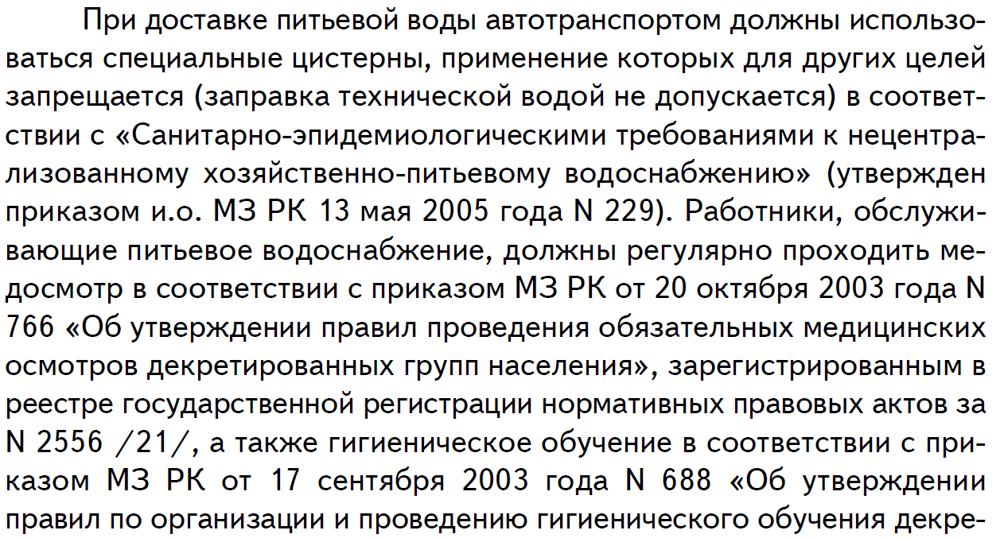 При доставке питьевой воды автотранспортом должны использо-
ваться специальные цистерны, применение которых для других целей
запрещается (заправка технической водой не допускается) в соответ-
ствии с «Санитарно-эпидемиологическими требованиями к нецентра-
лизованному хозяйственно-питьевому водоснабжению» (утвержден
приказом и.о. МЗ РК 13 мая 2005 года N 229). Работники, обслужи-
вающие питьевое водоснабжение, должны регулярно проходить ме-
досмотр в соответствии с приказом МЗ РК от 20 октября 2003 года N
766 «Об утверждении правил проведения обязательных медицинских
осмотров декретированных групп населения», зарегистрированным в
реестре государственной регистрации нормативных правовых актов за
N 2556 /21/, а также гигиеническое обучение в соответствии с при-
казом МЗ РК от 17 сентября 2003 года N 688 «Об утверждении
правил по организации и проведению гигиенического обучения декре-